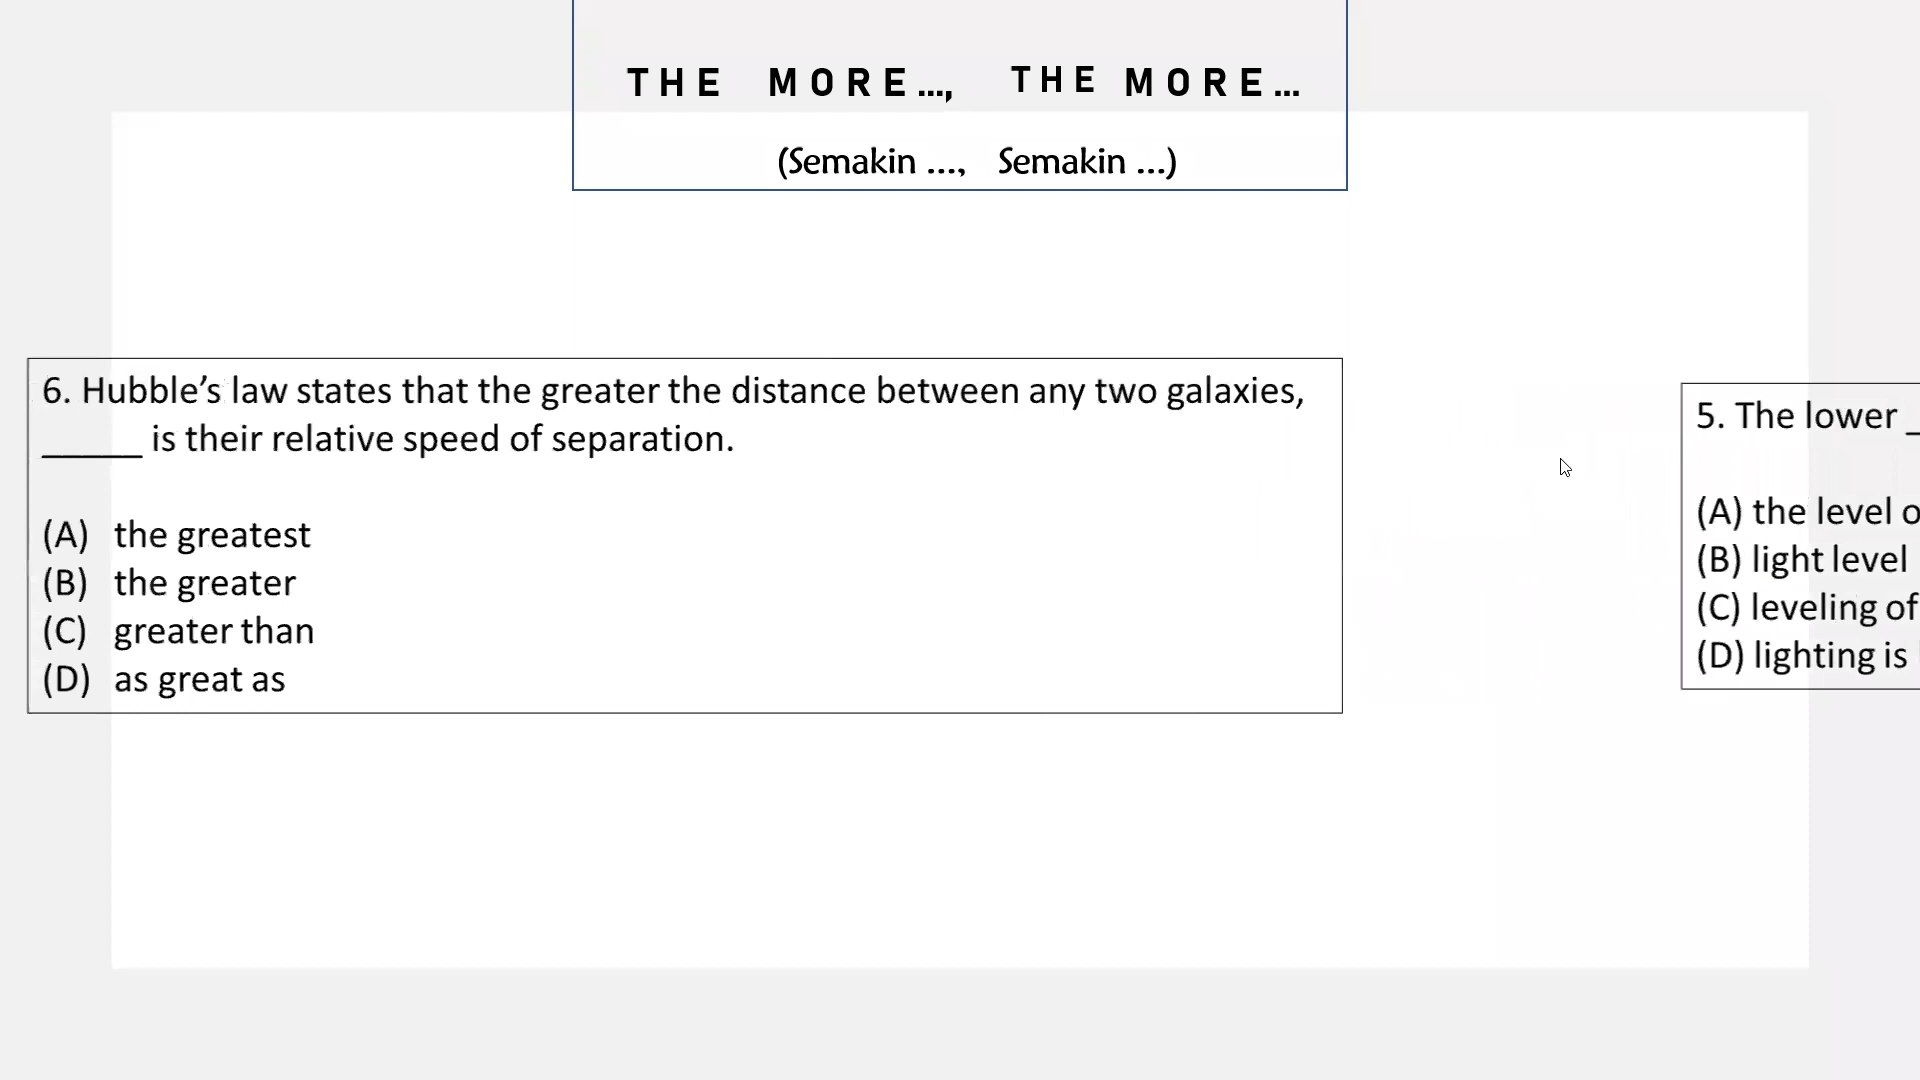 THE MORE..., THE MORE...
(Semakin ..., Semakin ...)
6. Hubble’s law states that the greater the distance between any two galaxies,
_____ is their relative speed of separation.
(A) the greatest
(B) the greater
(C) greater than
(D) as great as
5. The lower _
(A) the level o
(B) light level
(C) leveling of
(D) lighting is